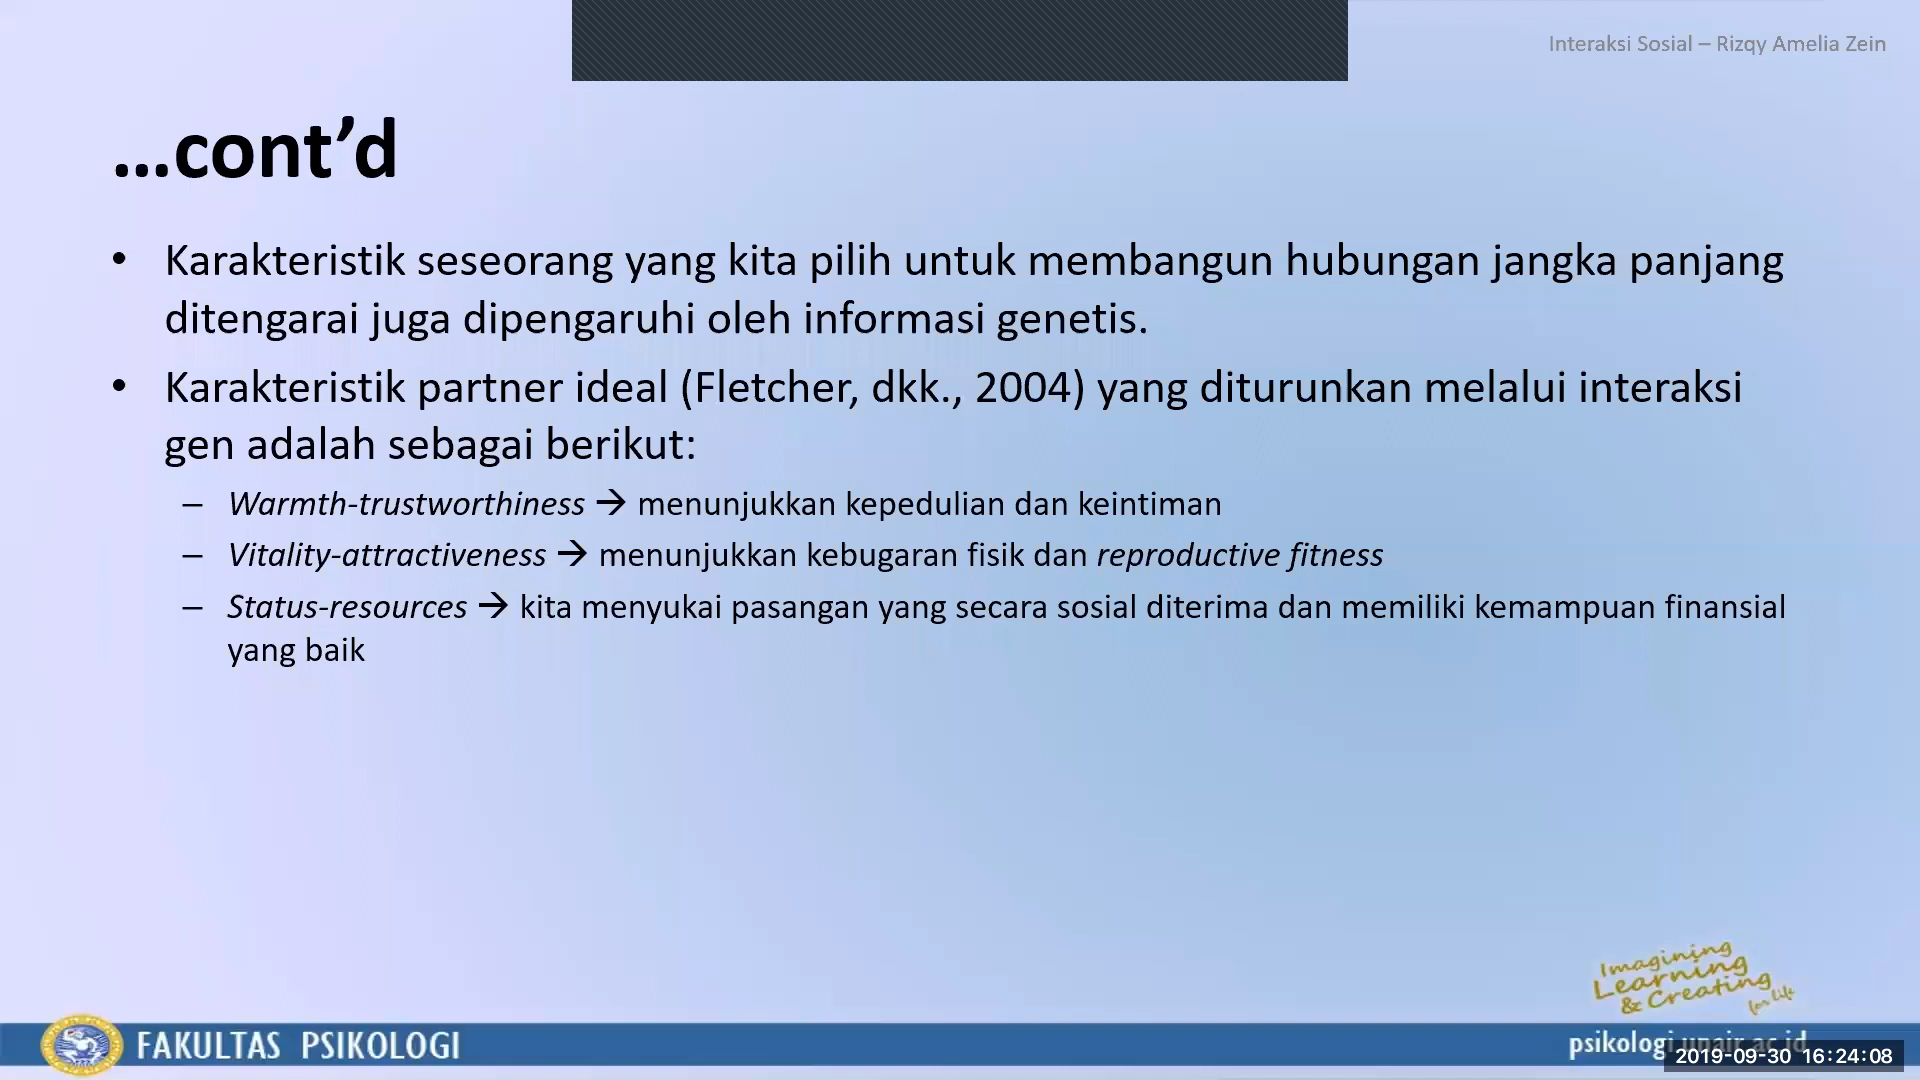 Interaksi Sosial – Rizqy Amelia Zein
...cont’d
• Karakteristik seseorang yang kita pilih untuk membangun hubungan jangka panjang
ditengarai juga dipengaruhi oleh informasi genetis.
• Karakteristik partner ideal (Fletcher, dkk., 2004) yang diturunkan melalui interaksi
gen adalah sebagai berikut:
– Warmth-trustworthiness → menunjukkan kepedulian dan keintiman
– Vitality-attractiveness → menunjukkan kebugaran fisik dan reproductive fitness
– Status-resources → kita menyukai pasangan yang secara sosial diterima dan memiliki kemampuan finansial
yang baik
Imagining
Learning
& Creating
for life
FAKULTAS PSIKOLOGI
psikologi.unair.ac.id
2019-09-30 16:24:08